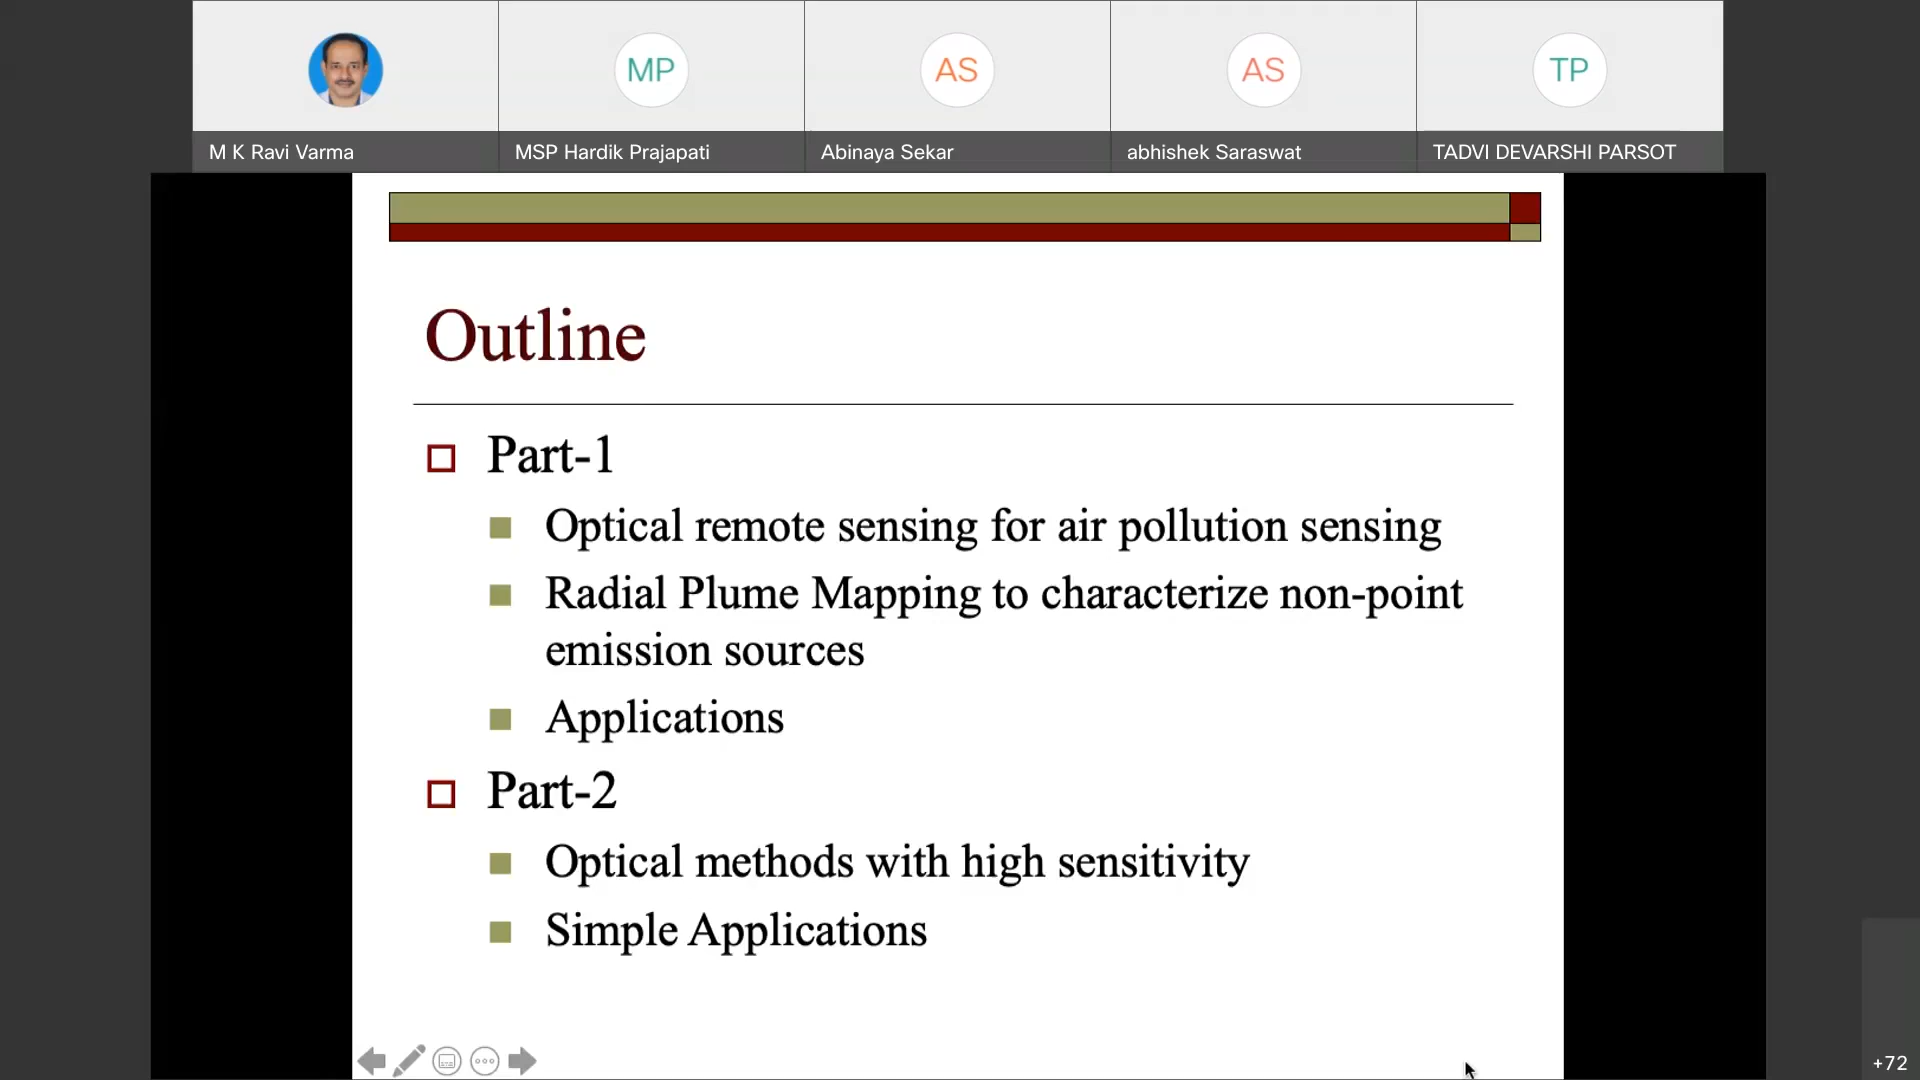 MP
AS
AS
TP
M K Ravi Varma
MSP Hardik Prajapati
Abinaya Sekar
abhishek Saraswat
TADVI DEVARSHI PARSOT
Outline
Part-1
Optical remote sensing for air pollution sensing
Radial Plume Mapping to characterize non-point
emission sources
Applications
Part-2
Optical methods with high sensitivity
Simple Applications
+72